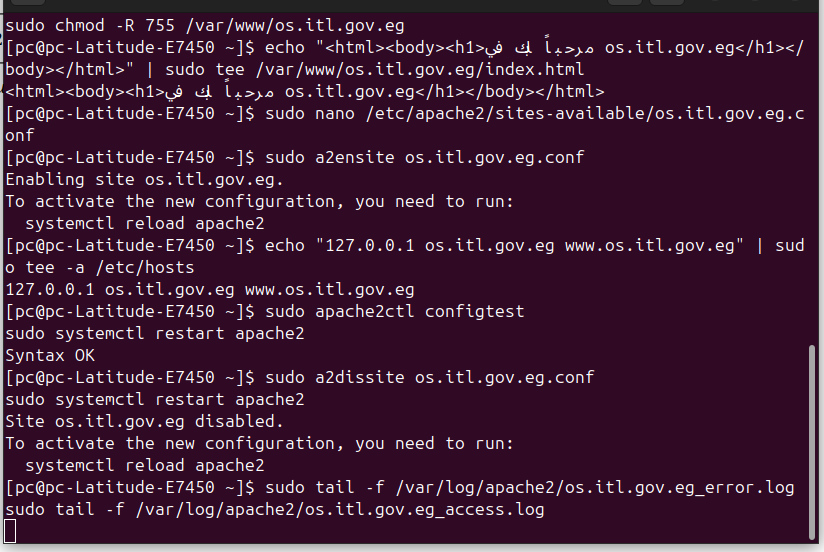 sudo chmod -R 755 /var/www/os.itl.gov.eg
[pc@pc-Latitude-E7450 ~]$ echo "<html><body><h1>مرحباً بك في os.itl.gov.eg</h1></
body></html>" | sudo tee /var/www/os.itl.gov.eg/index.html
<html><body><h1>مرحباً بك في os.itl.gov.eg</h1></body></html>
[pc@pc-Latitude-E7450 ~]$ sudo nano /etc/apache2/sites-available/os.itl.gov.eg.c
onf
[pc@pc-Latitude-E7450 ~]$ sudo a2ensite os.itl.gov.eg.conf
Enabling site os.itl.gov.eg.
To activate the new configuration, you need to run:
  systemctl reload apache2
[pc@pc-Latitude-E7450 ~]$ echo "127.0.0.1 os.itl.gov.eg www.os.itl.gov.eg" | sud
o tee -a /etc/hosts
127.0.0.1 os.itl.gov.eg www.os.itl.gov.eg
[pc@pc-Latitude-E7450 ~]$ sudo apache2ctl configtest
sudo systemctl restart apache2
Syntax OK
[pc@pc-Latitude-E7450 ~]$ sudo a2dissite os.itl.gov.eg.conf
sudo systemctl restart apache2
Site os.itl.gov.eg disabled.
To activate the new configuration, you need to run:
  systemctl reload apache2
[pc@pc-Latitude-E7450 ~]$ sudo tail -f /var/log/apache2/os.itl.gov.eg_error.log
sudo tail -f /var/log/apache2/os.itl.gov.eg_access.log